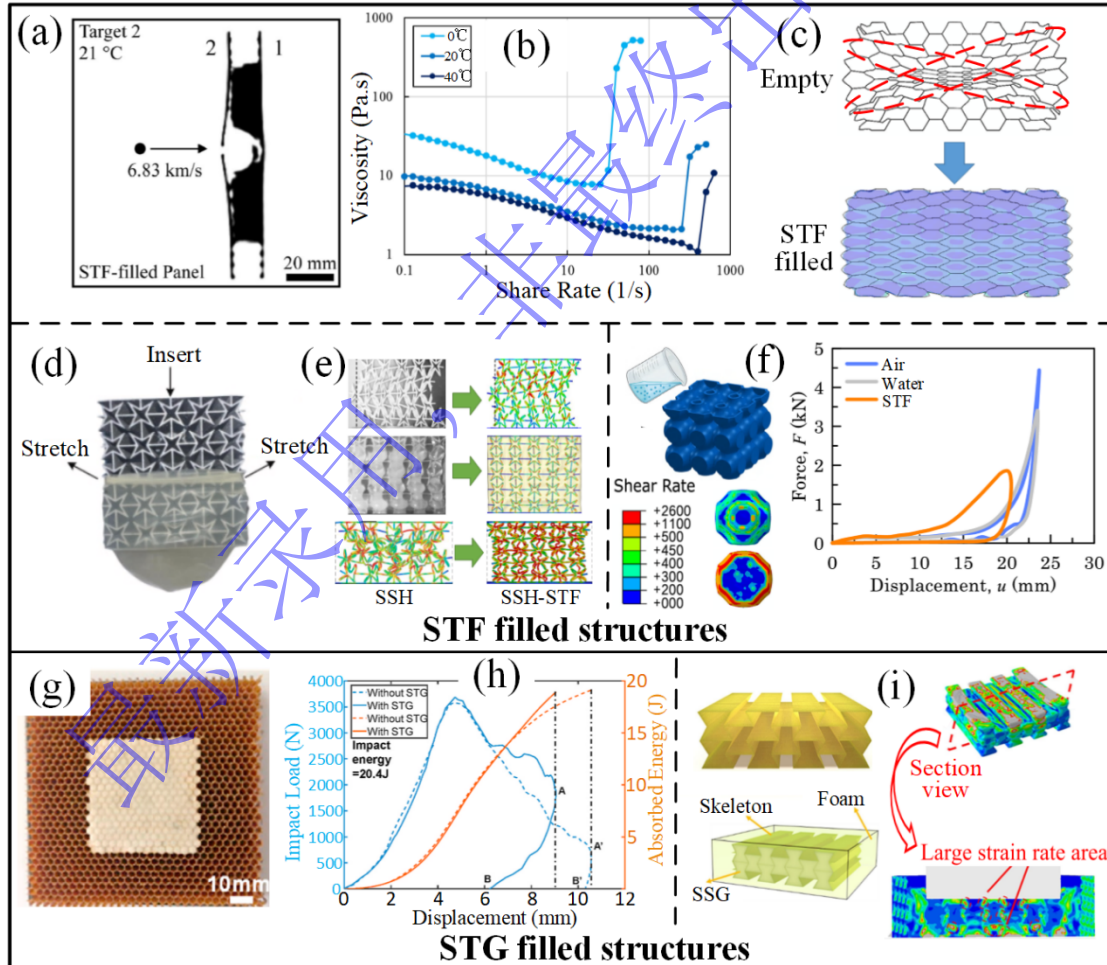 (a)
Target 2
21 °C
2
1
6.83 km/s
STF-filled Panel
20 mm
(b)
1000
100
10
1
Viscosity (Pa.s)
0℃
20℃
40℃
0.1
1
10
100
1000
Share Rate (1/s)
(c)
Empty
STF
filled
(d)
Insert
Stretch
Stretch
(e)
SSH
SSH-STF
(f)
Shear Rate
+2600
+1100
+500
+450
+400
+300
+200
+000
5
4
3
2
1
0
Force, F (kN)
Air
Water
STF
0
5
10
15
20
25
30
Displacement, u (mm)
STF filled structures
(g)
10mm
(h)
4000
3500
3000
2500
2000
1500
1000
500
0
Impact Load (N)
Without STG
With STG
Without STG
With STG
Impact
energy
=20.4J
A
A'
B
B'
20
15
10
5
Absorbed Energy (J)
0
2
4
6
8
10
12
Displacement (mm)
(i)
Section
view
Skeleton
Foam
SSG
Large strain rate area
STG filled structures
最新录用，非最终